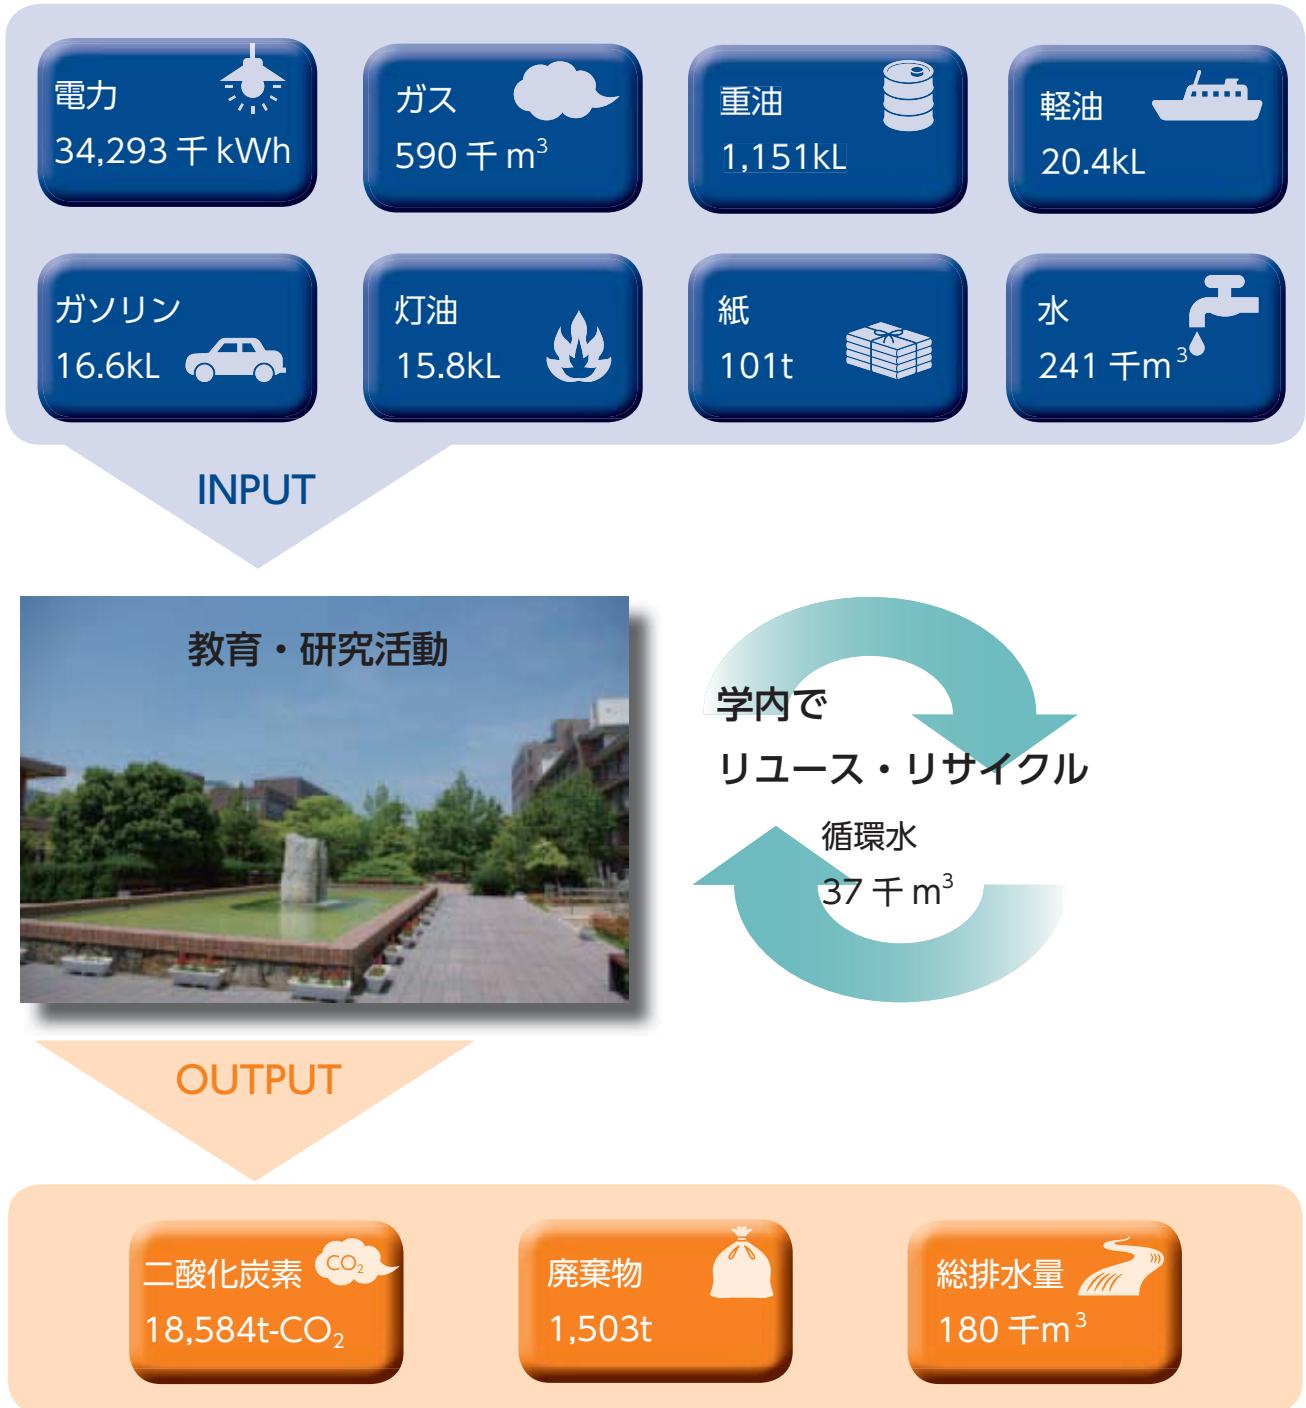 電力
34,293 千 kWh
ガス
590 千 m³
重油
1,151kL
軽油
20.4kL
ガソリン
16.6kL
灯油
15.8kL
紙
101t
水
241 千m³
INPUT
教育・研究活動
学内で
リユース・リサイクル
循環水
37 千 m³
OUTPUT
二酸化炭素
CO₂
18,584t-CO₂
廃棄物
1,503t
総排水量
180 千m³